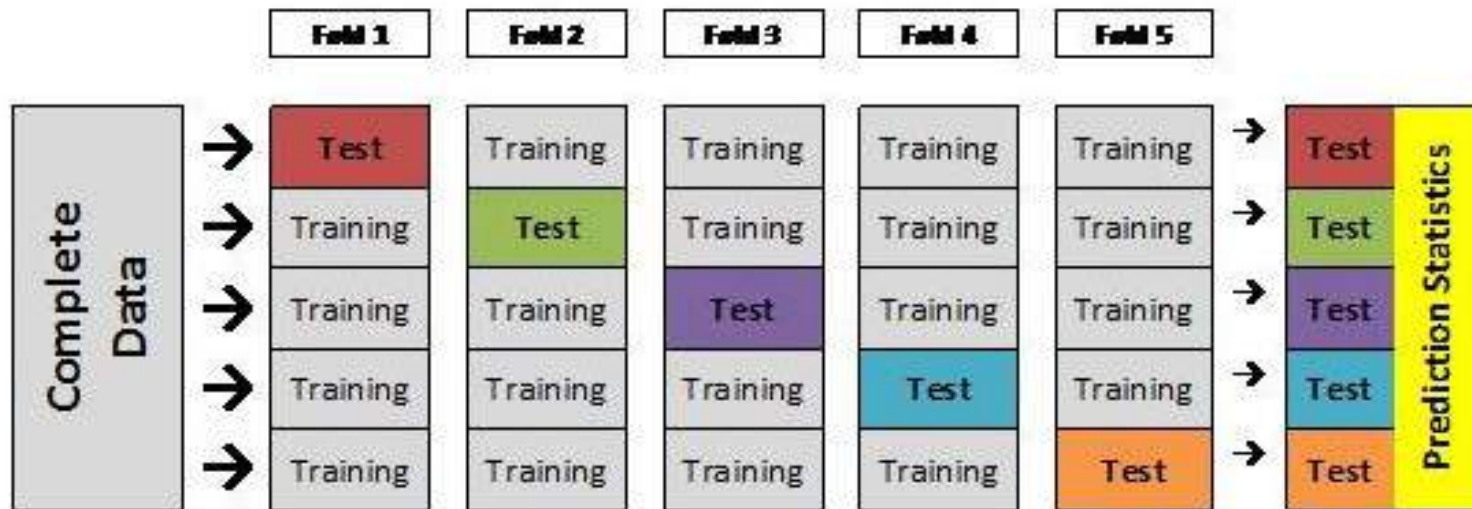 Fold 1 Fold 2 Fold 3 Fold 4 Fold 5
Complete
Data
Test Training Training Training Training Test
Training Test Training Training Training Test
Training Training Test Training Training Test
Training Training Training Test Training Test
Training Training Training Training Test Test
Prediction Statistics